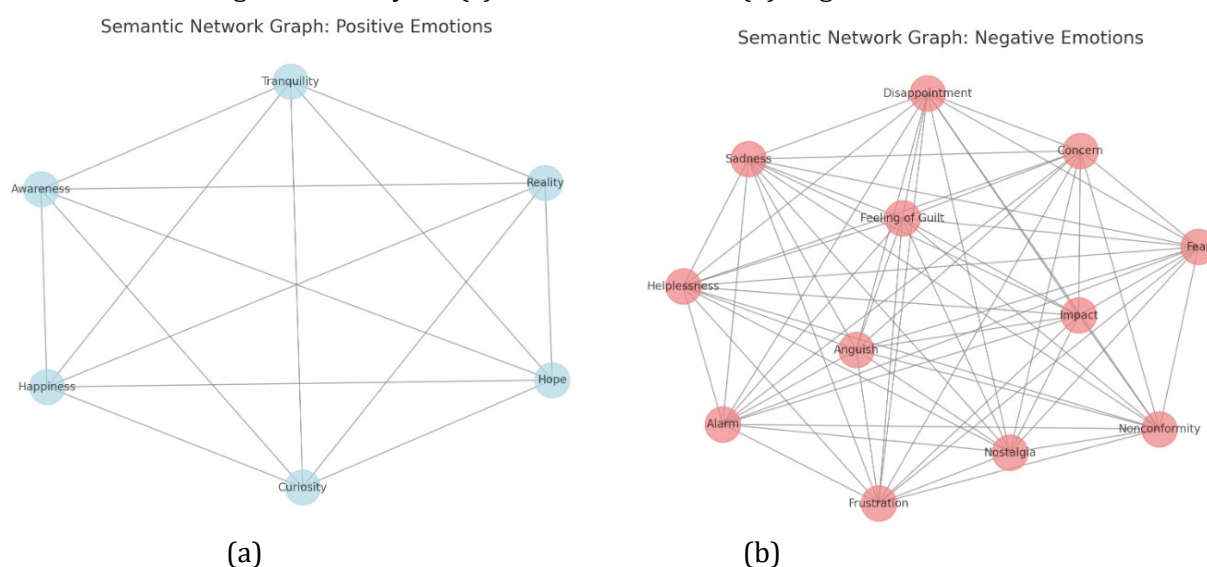 Semantic Network Graph: Positive Emotions
Tranquility
Awareness
Reality
Happiness
Hope
Curiosity
(a)
Semantic Network Graph: Negative Emotions
Disappointment
Sadness
Concern
Feeling of Guilt
Fear
Helplessness
Impact
Anguish
Alarm
Nonconformity
Nostalgia
Frustration
(b)